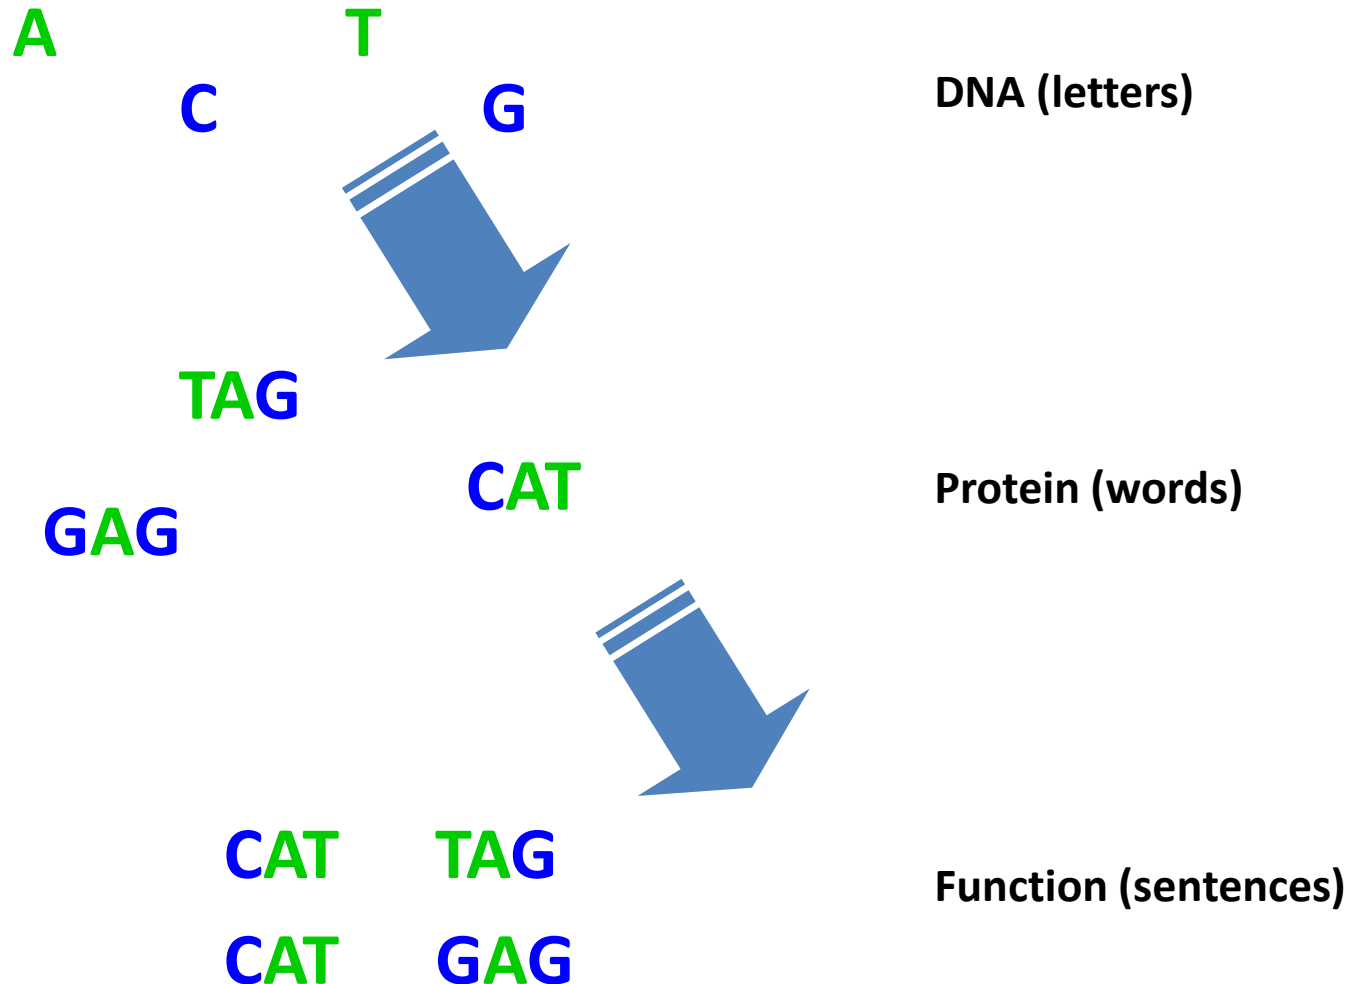 A T
C G
DNA (letters)
TAG
CAT
GAG
Protein (words)
CAT TAG
CAT GAG
Function (sentences)